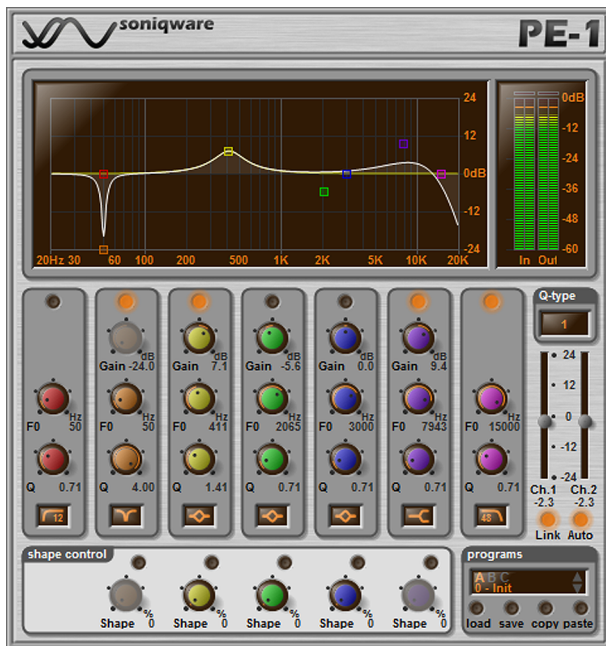 soniqware
PE-1
24
12
0dB
-12
-24
20Hz 30 60 100 200 500 1K 2K 5K 10K 20K
0dB
-12
-24
-36
-48
-60
In Out
Q-type
1
dB
Gain -24.0
dB
Gain 7.1
dB
Gain -5.6
dB
Gain 0.0
dB
Gain 9.4
Hz
F0 50
Hz
F0 50
Hz
F0 411
Hz
F0 2065
Hz
F0 3000
Hz
F0 7943
Hz
F0 15000
Q 0.71
Q 4.00
Q 1.41
Q 0.71
Q 0.71
Q 0.71
Q 0.71
12
48
24
12
0
-12
-24
Ch.1 Ch.2
-2.3 -2.3
Link Auto
shape control
%
Shape 0
%
Shape 0
%
Shape 0
%
Shape 0
%
Shape 0
programs
A B C
0 - Init
load save copy paste